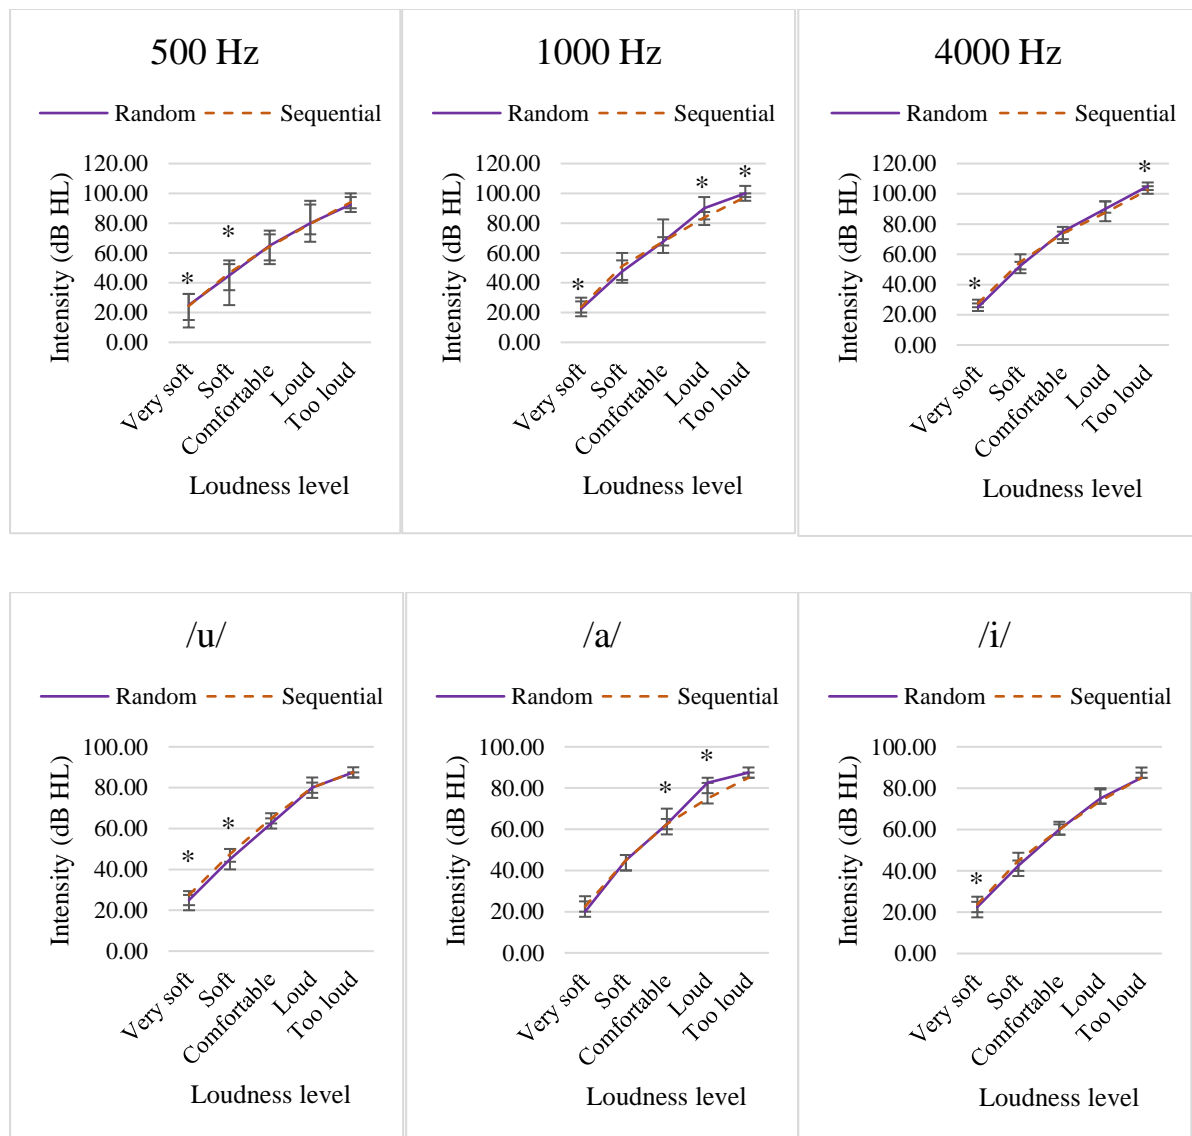 500 Hz
Random Sequential
Intensity (dB HL)
120.00
100.00
80.00
60.00
40.00
20.00
0.00
* *
Very soft
Soft
Comfortable
Loud
Too loud
Loudness level
1000 Hz
Random Sequential
Intensity (dB HL)
120.00
100.00
80.00
60.00
40.00
20.00
0.00
* * *
Very soft
Soft
Comfortable
Loud
Too loud
Loudness level
4000 Hz
Random Sequential
Intensity (dB HL)
120.00
100.00
80.00
60.00
40.00
20.00
0.00
* *
Very soft
Soft
Comfortable
Loud
Too loud
Loudness level
/u/
Random Sequential
Intensity (dB HL)
100.00
80.00
60.00
40.00
20.00
0.00
* *
Very soft
Soft
Comfortable
Loud
Too loud
Loudness level
/a/
Random Sequential
Intensity (dB HL)
100.00
80.00
60.00
40.00
20.00
0.00
* *
Very soft
Soft
Comfortable
Loud
Too loud
Loudness level
/i/
Random Sequential
Intensity (dB HL)
100.00
80.00
60.00
40.00
20.00
0.00
*
Very soft
Soft
Comfortable
Loud
Too loud
Loudness level